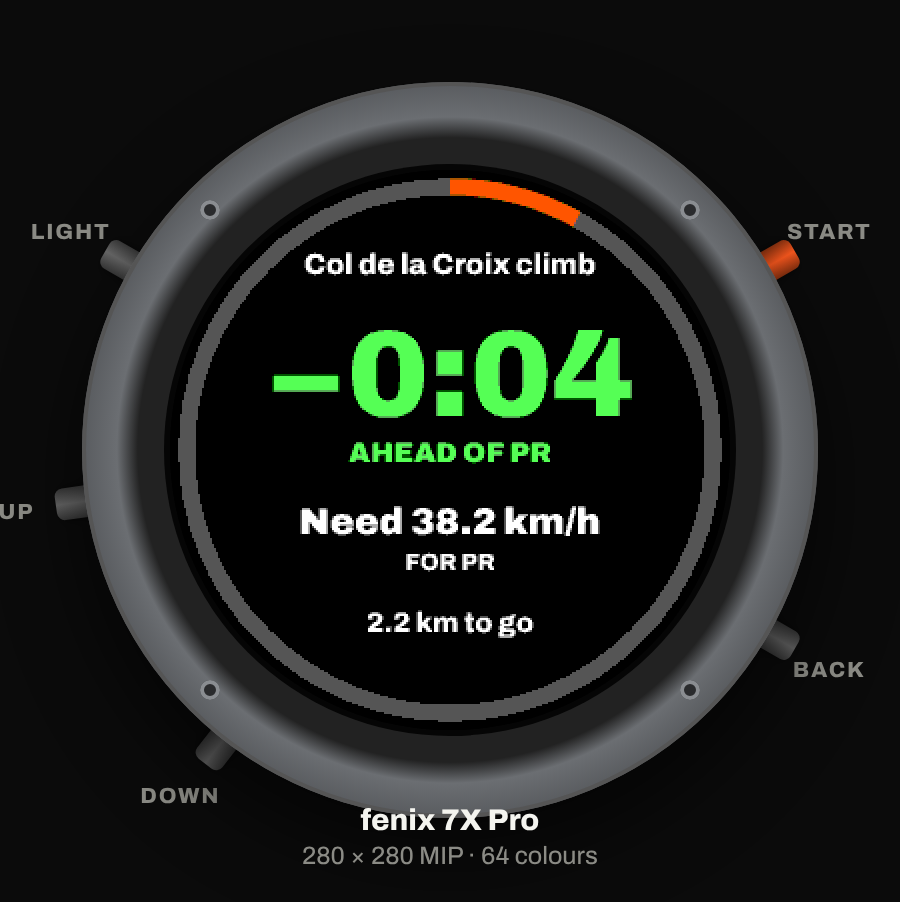 LIGHT
START
Col de la Croix climb
−0:04
AHEAD OF PR
UP
Need 38.2 km/h
FOR PR
2.2 km to go
BACK
DOWN
fenix 7X Pro
280 × 280 MIP · 64 colours